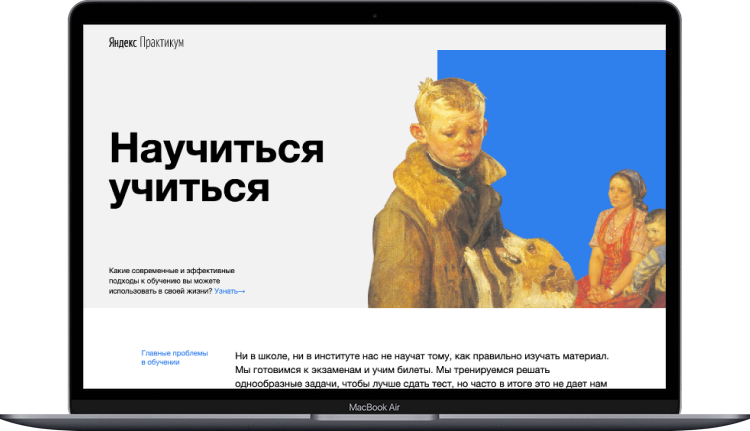 Яндекс Практикум
Научиться
учиться
Какие современные и эффективные
подходы к обучению вы можете
использовать в своей жизни? Узнать→
Главные проблемы
в обучении
Ни в школе, ни в институте нас не научат тому, как правильно изучать материал.
Мы готовимся к экзаменам и учим билеты. Мы тренируемся решать
однообразные задачи, чтобы лучше сдать тест, но часто в итоге это не дает нам
MacBook Air